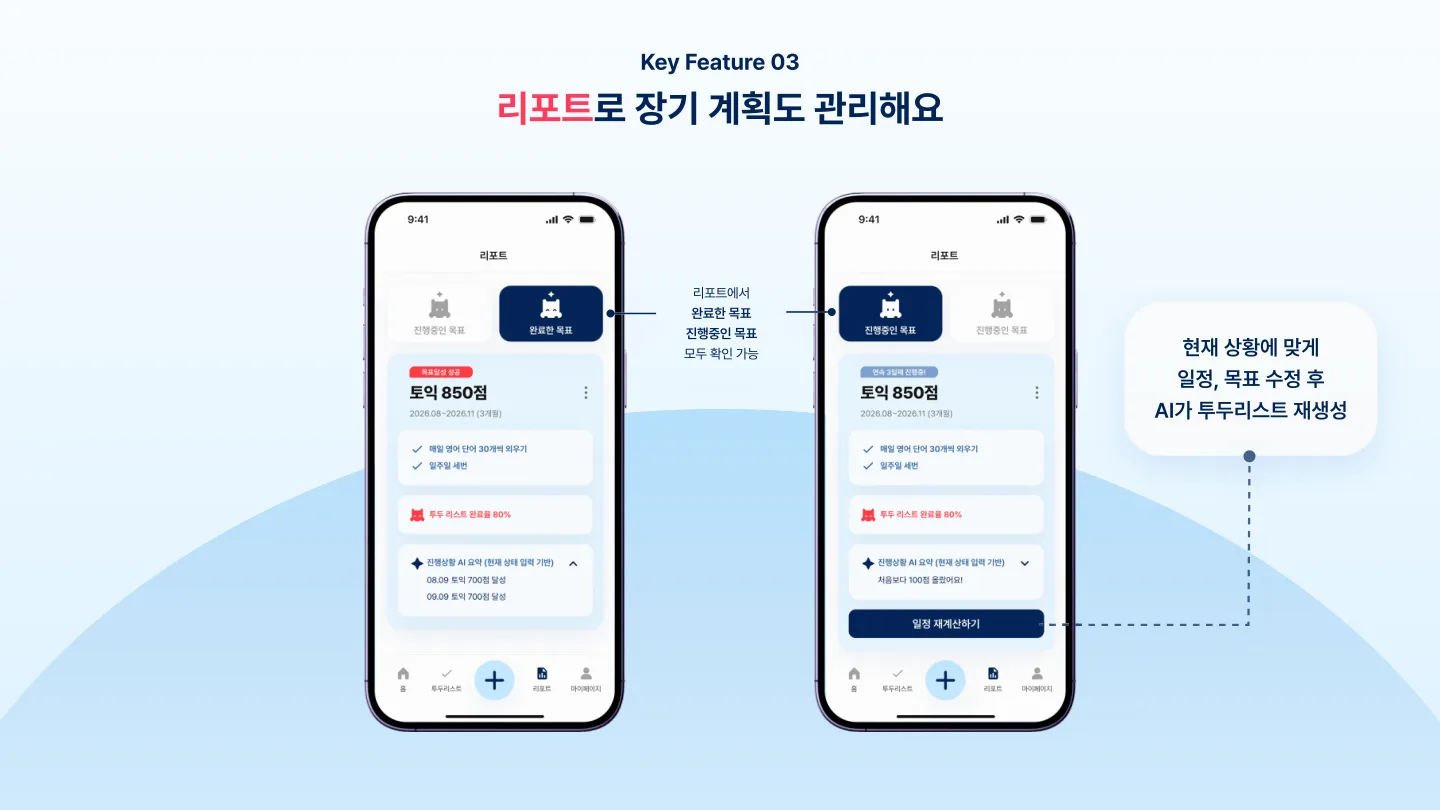 Key Feature 03
리포트로 장기 계획도 관리해요
9:41
리포트
진행중인 목표
완료한 목표
목표달성 성공
토익 850점
2026.08~2026.11 (3개월)
매일 영어 단어 30개씩 외우기
일주일 세번
투두 리스트 완료율 80%
진행상황 AI 요약 (현재 상태 입력 기반)
08.09 토익 700점 달성
09.09 토익 700점 달성
홈
투두리스트
리포트
마이페이지
리포트에서
완료한 목표
진행중인 목표
모두 확인 가능
9:41
리포트
진행중인 목표
완료한 목표
연속 3일째 진행중!
토익 850점
2026.08~2026.11 (3개월)
매일 영어 단어 30개씩 외우기
일주일 세번
투두 리스트 완료율 80%
진행상황 AI 요약 (현재 상태 입력 기반)
처음보다 100점 올랐어요!
일정 재계산하기
홈
투두리스트
리포트
마이페이지
현재 상황에 맞게
일정, 목표 수정 후
AI가 투두리스트 재생성